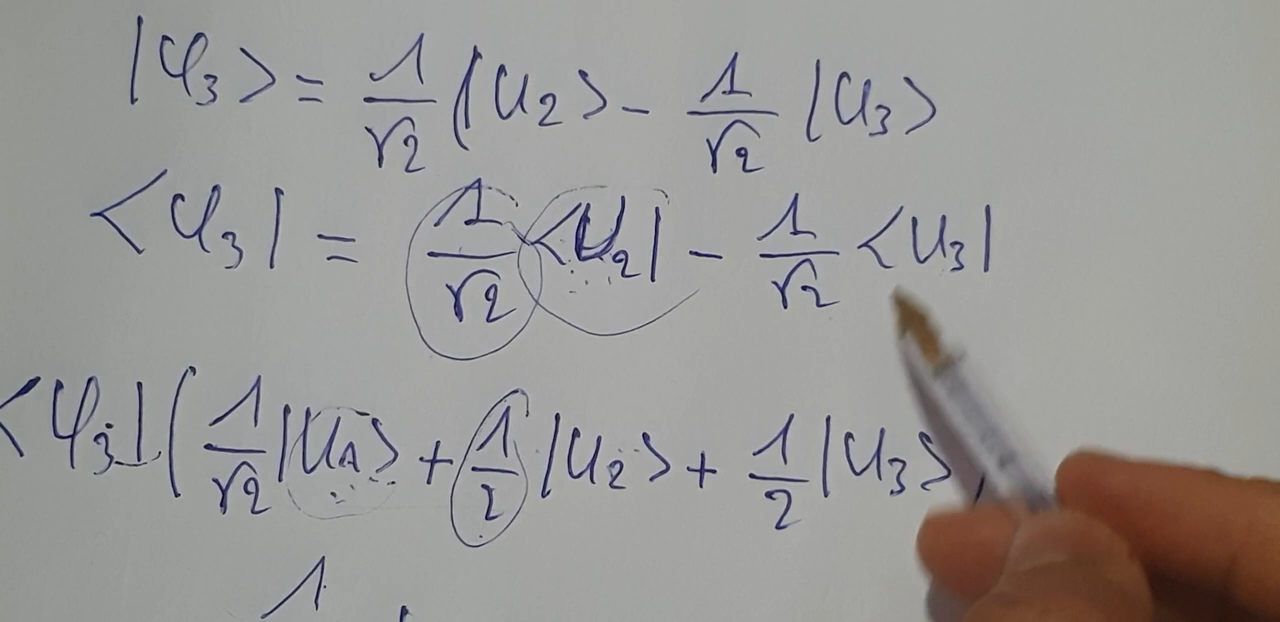 |φ₃> = 1/√2 |u₂> - 1/√2 |u₃>
<φ₃| = 1/√2 <u₂| - 1/√2 <u₃|
<φ₃| ( 1/√2 |u₁> + 1/2 |u₂> + 1/2 |u₃>
1